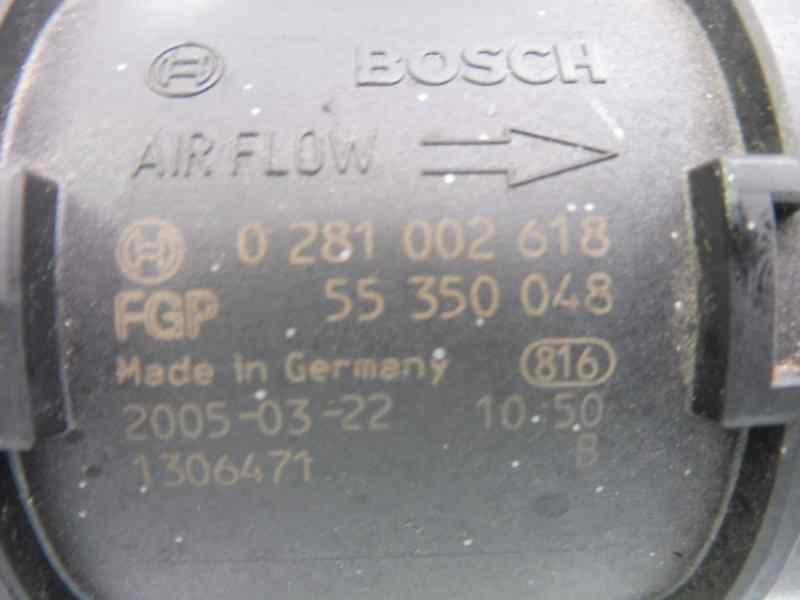 BOSCH
AIR FLOW
0 281 002 618
FGP 55 350 048
Made in Germany 816
2005-03-22 10:50
1306471 B